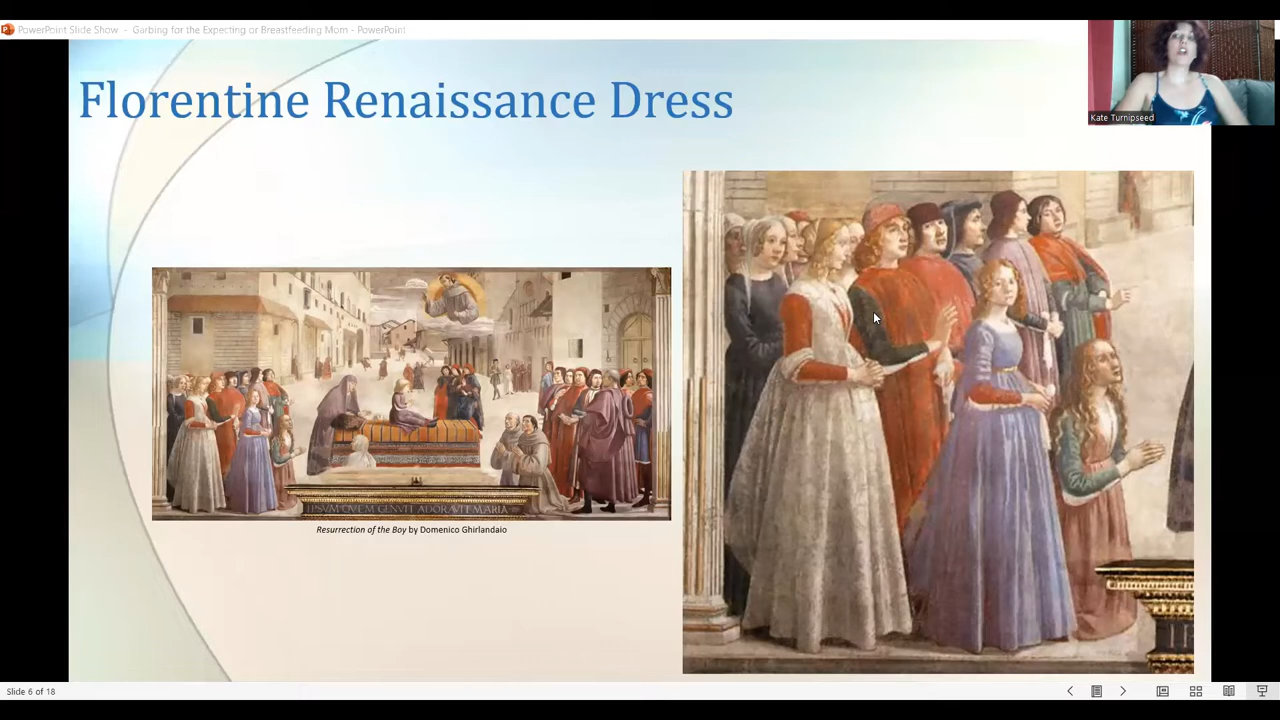 PowerPoint Slide Show - Garbing for the Expecting or Breastfeeding Mom - PowerPoint
Kate Turnipseed
Florentine Renaissance Dress
IPSVM QVEM GENVIT ADORAVIT MARIA
Resurrection of the Boy by Domenico Ghirlandaio
Slide 6 of 18